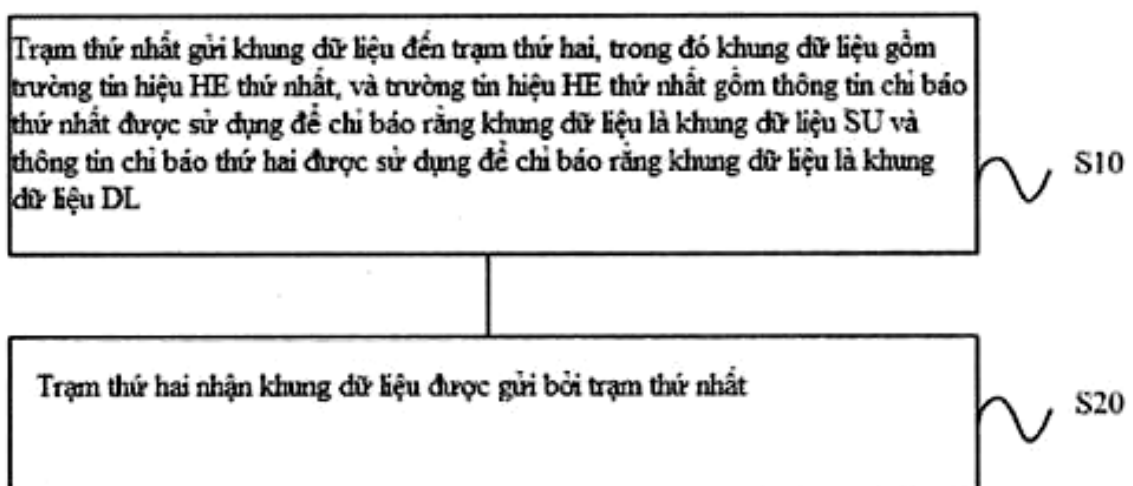 Trạm thứ nhất gửi khung dữ liệu đến trạm thứ hai, trong đó khung dữ liệu gồm
trường tín hiệu HE thứ nhất, và trường tín hiệu HE thứ nhất gồm thông tin chỉ báo
thứ nhất được sử dụng để chỉ báo rằng khung dữ liệu là khung dữ liệu SU và
thông tin chỉ báo thứ hai được sử dụng để chỉ báo rằng khung dữ liệu là khung
dữ liệu DL
S10
Trạm thứ hai nhận khung dữ liệu được gửi bởi trạm thứ nhất
S20